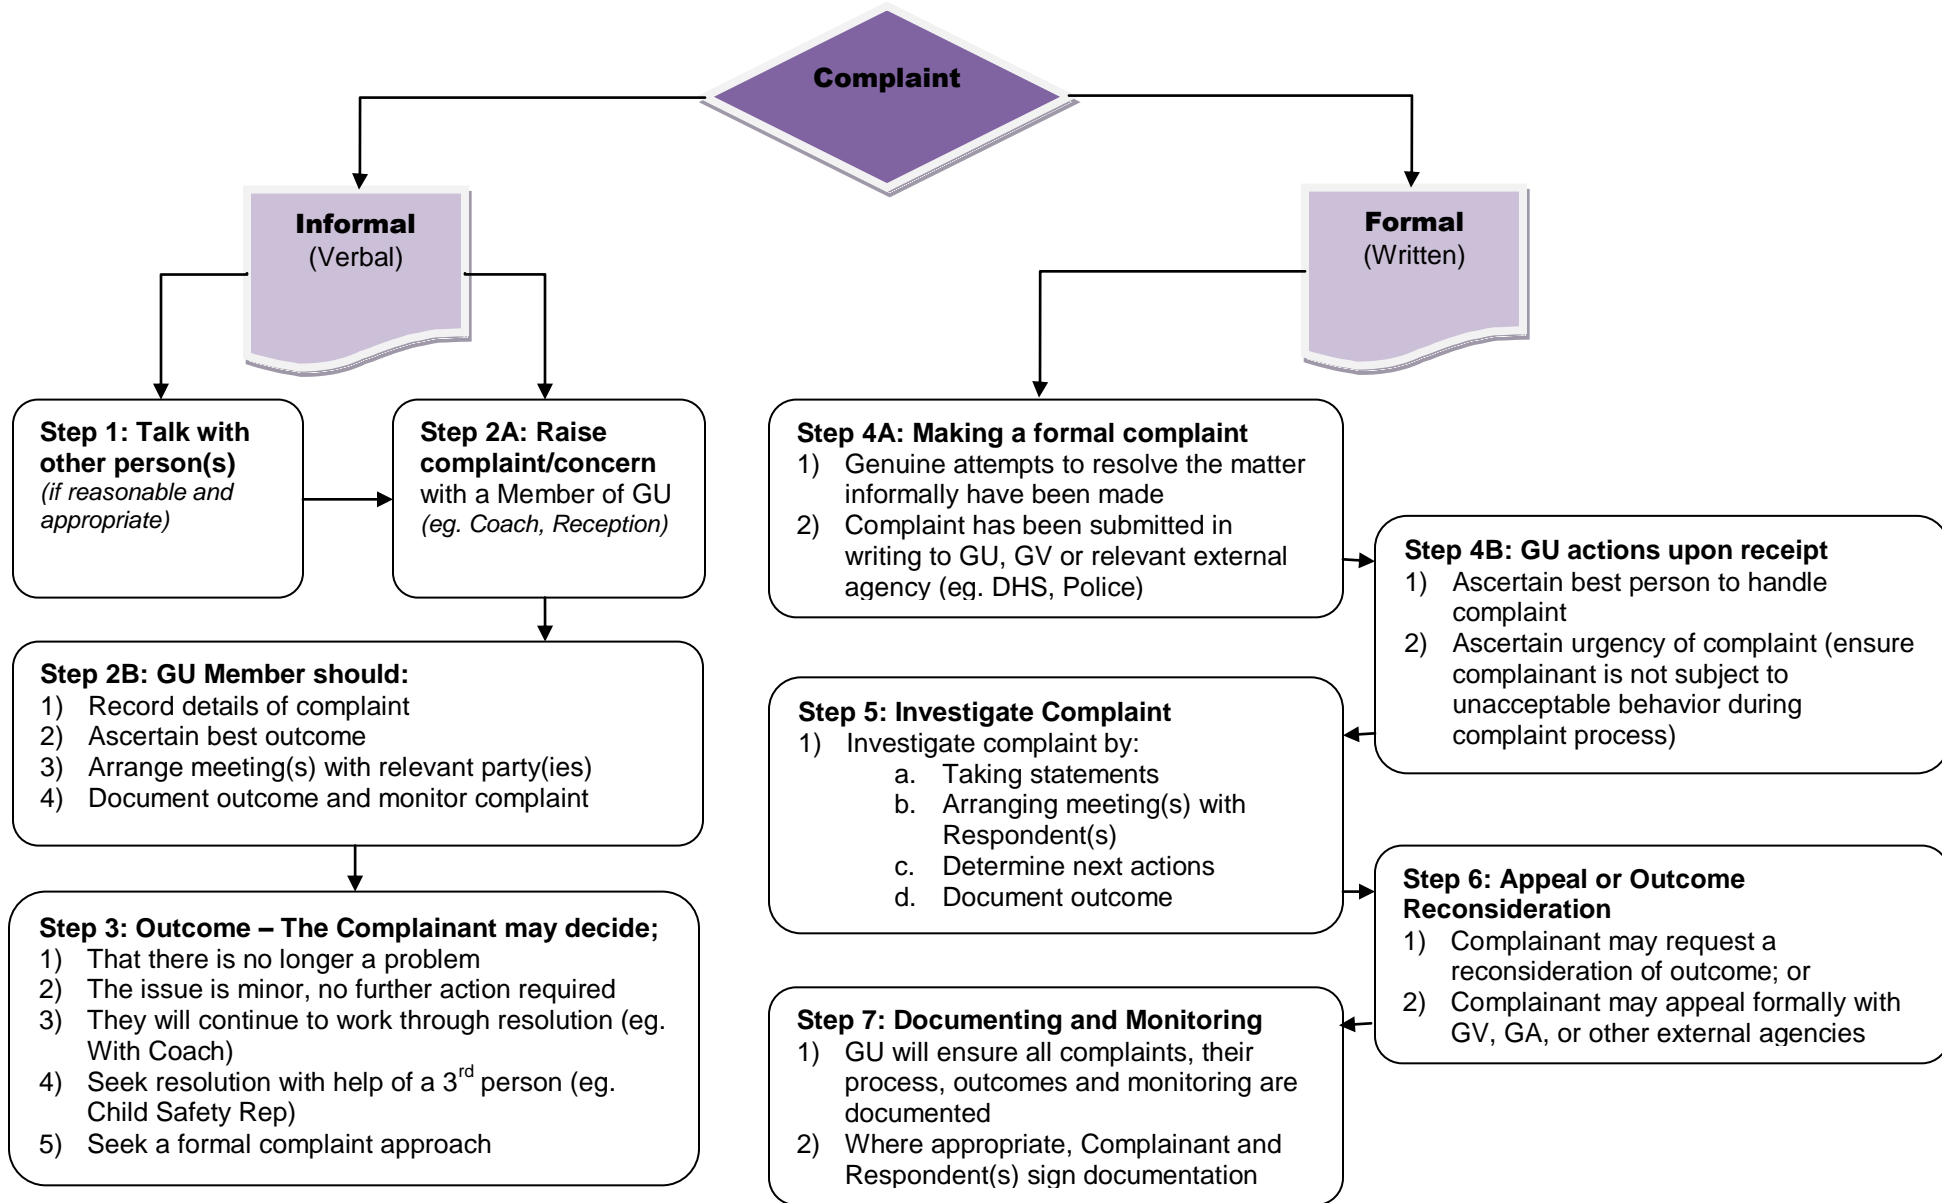 Complaint
Informal
(Verbal)
Formal
(Written)
Step 1: Talk with
other person(s)
(if reasonable and
appropriate)
Step 2A: Raise
complaint/concern
with a Member of GU
(eg. Coach, Reception)
Step 2B: GU Member should:
1) Record details of complaint
2) Ascertain best outcome
3) Arrange meeting(s) with relevant party(ies)
4) Document outcome and monitor complaint
Step 3: Outcome – The Complainant may decide;
1) That there is no longer a problem
2) The issue is minor, no further action required
3) They will continue to work through resolution (eg.
With Coach)
4) Seek resolution with help of a 3rd person (eg.
Child Safety Rep)
5) Seek a formal complaint approach
Step 4A: Making a formal complaint
1) Genuine attempts to resolve the matter
informally have been made
2) Complaint has been submitted in
writing to GU, GV or relevant external
agency (eg. DHS, Police)
Step 4B: GU actions upon receipt
1) Ascertain best person to handle
complaint
2) Ascertain urgency of complaint (ensure
complainant is not subject to
unacceptable behavior during
complaint process)
Step 5: Investigate Complaint
1) Investigate complaint by:
a. Taking statements
b. Arranging meeting(s) with
Respondent(s)
c. Determine next actions
d. Document outcome
Step 6: Appeal or Outcome
Reconsideration
1) Complainant may request a
reconsideration of outcome; or
2) Complainant may appeal formally with
GV, GA, or other external agencies
Step 7: Documenting and Monitoring
1) GU will ensure all complaints, their
process, outcomes and monitoring are
documented
2) Where appropriate, Complainant and
Respondent(s) sign documentation